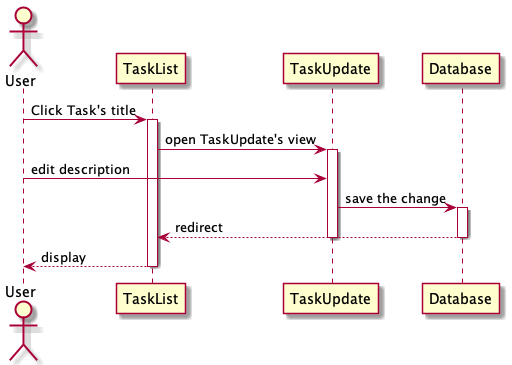 User
TaskList
TaskUpdate
Database
Click Task's title
open TaskUpdate's view
edit description
save the change
redirect
display
User
TaskList
TaskUpdate
Database